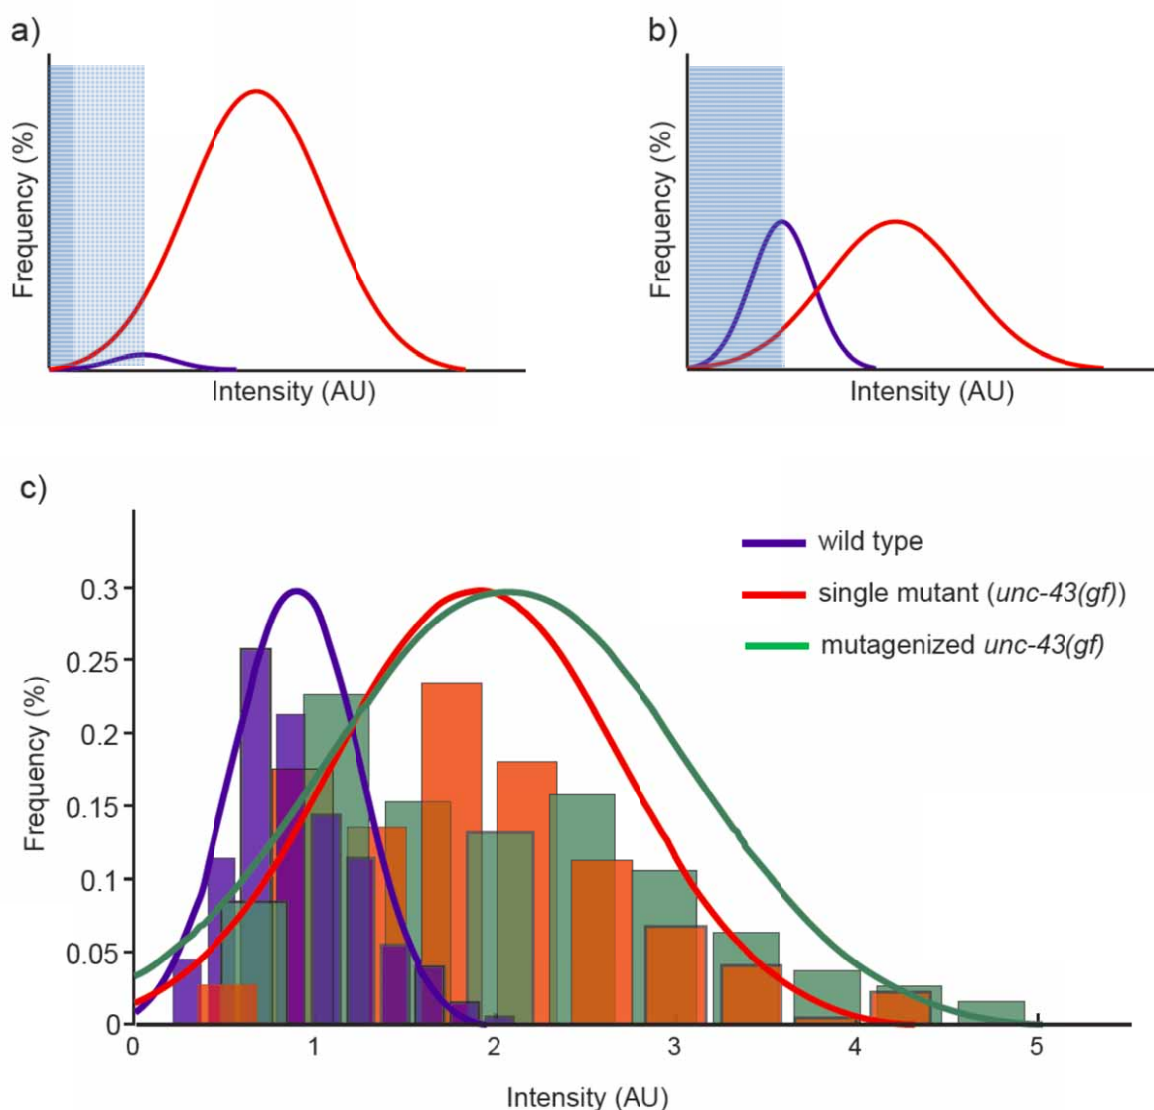 a)
Frequency (%)
Intensity (AU)
b)
Frequency (%)
Intensity (AU)
c)
Frequency (%)
0.3
0.25
0.2
0.15
0.1
0.05
0
0 1 2 3 4 5
Intensity (AU)
wild type
single mutant (unc-43(gf))
mutagenized unc-43(gf)